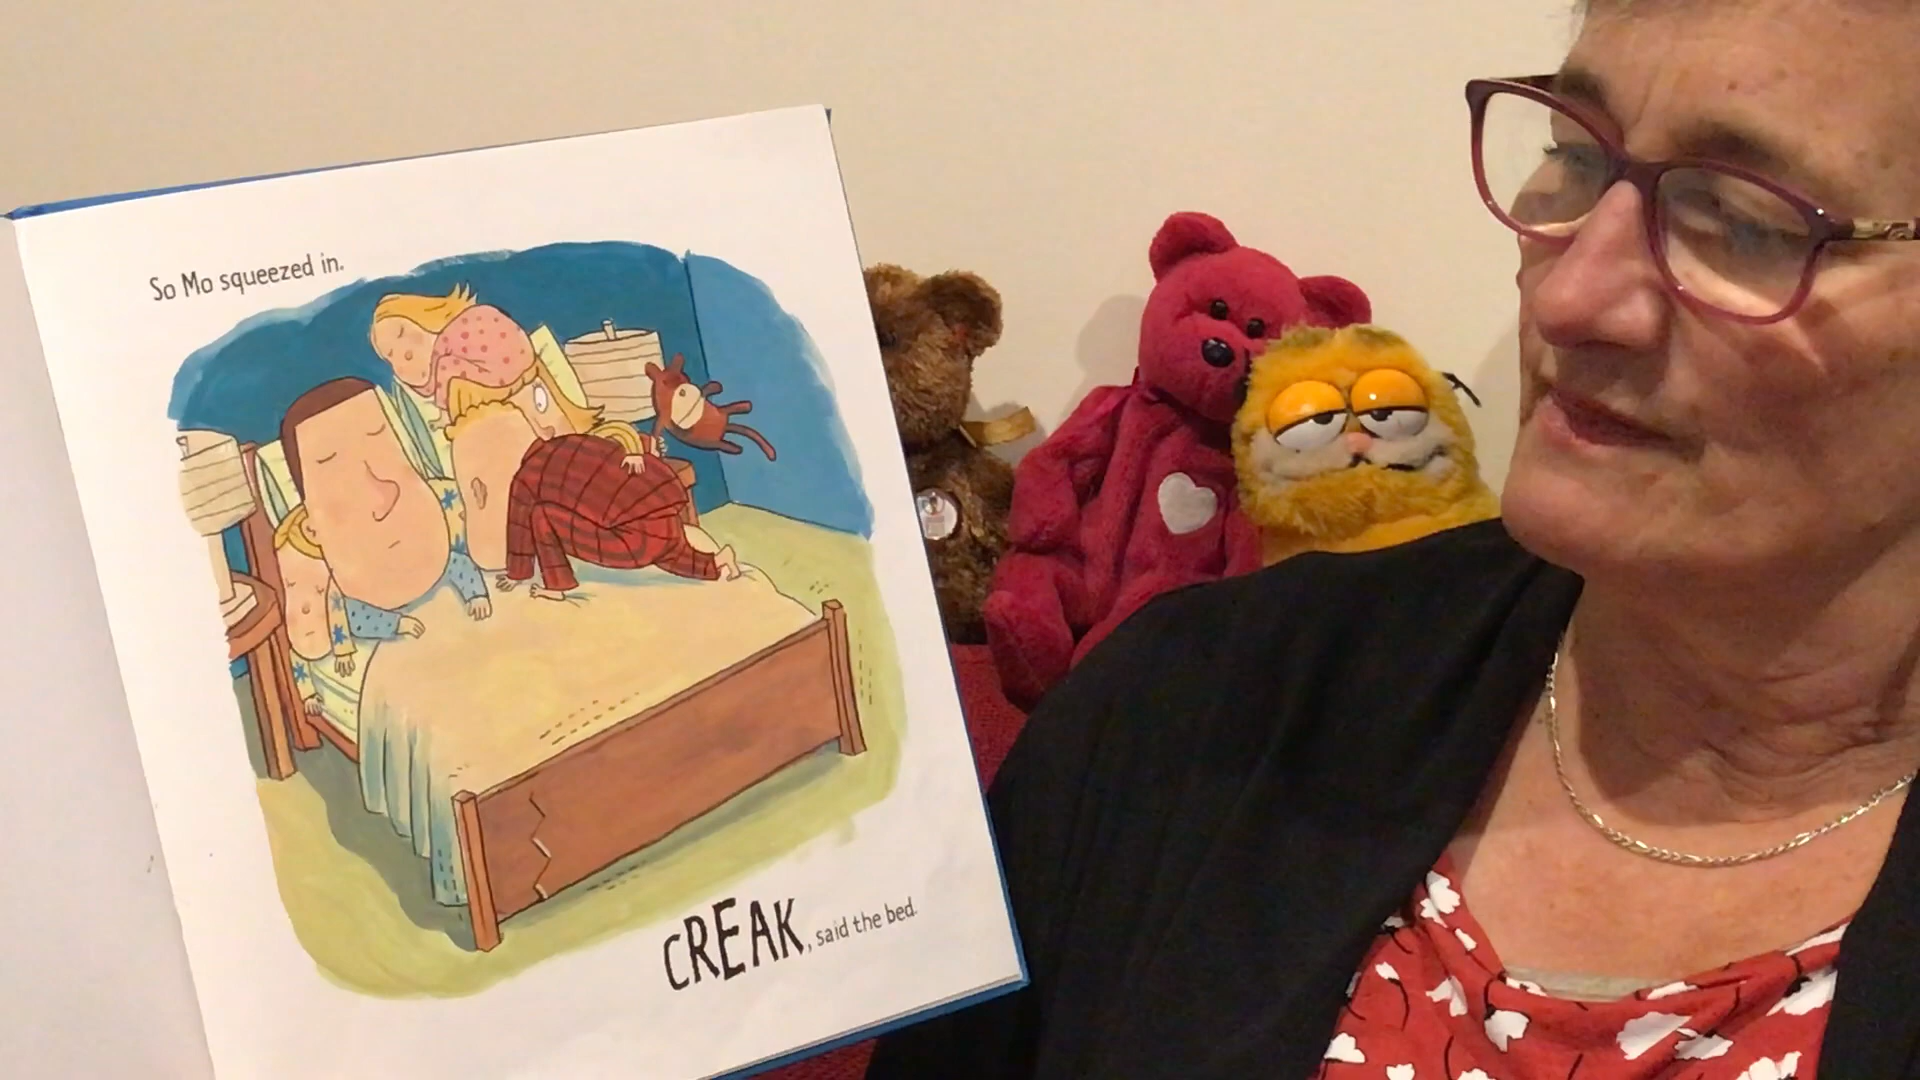 So Mo squeezed in.
CREAK, said the bed.